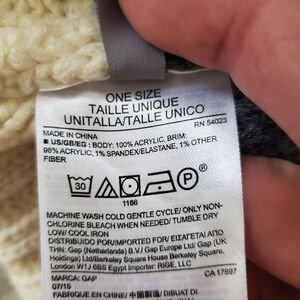 ONE SIZE
TAILLE UNIQUE
UNITALLA/TALLE UNICO
RN 54023
MADE IN CHINA
■ US/GB/EG : BODY: 100% ACRYLIC, BRIM:
98% ACRYLIC, 1% SPANDEX/ELASTANE, 1% OTHER
FIBER
30 P
1166
MACHINE WASH COLD GENTLE CYCLE/ ONLY NON-
CHLORINE BLEACH WHEN NEEDED/ TUMBLE DRY
LOW/ COOL IRON
DISTRIBUIDO POR/IMPORTED FOR ΕΙΣΑΓΕΤΑΙ ΑΠΟ
THN: Gap (Netherlands) B.V./ Gap Europe Ltd/ Gap (UK
Holdings) Ltd/Berkeley Square House Berkeley Square,
London W1J 6BS Egypt Importer: RIGE, LLC
MARCA: GAP CA 17897
07/15
FABRIQUE EN CHINE/ 中国製造/ DIBUAT DI